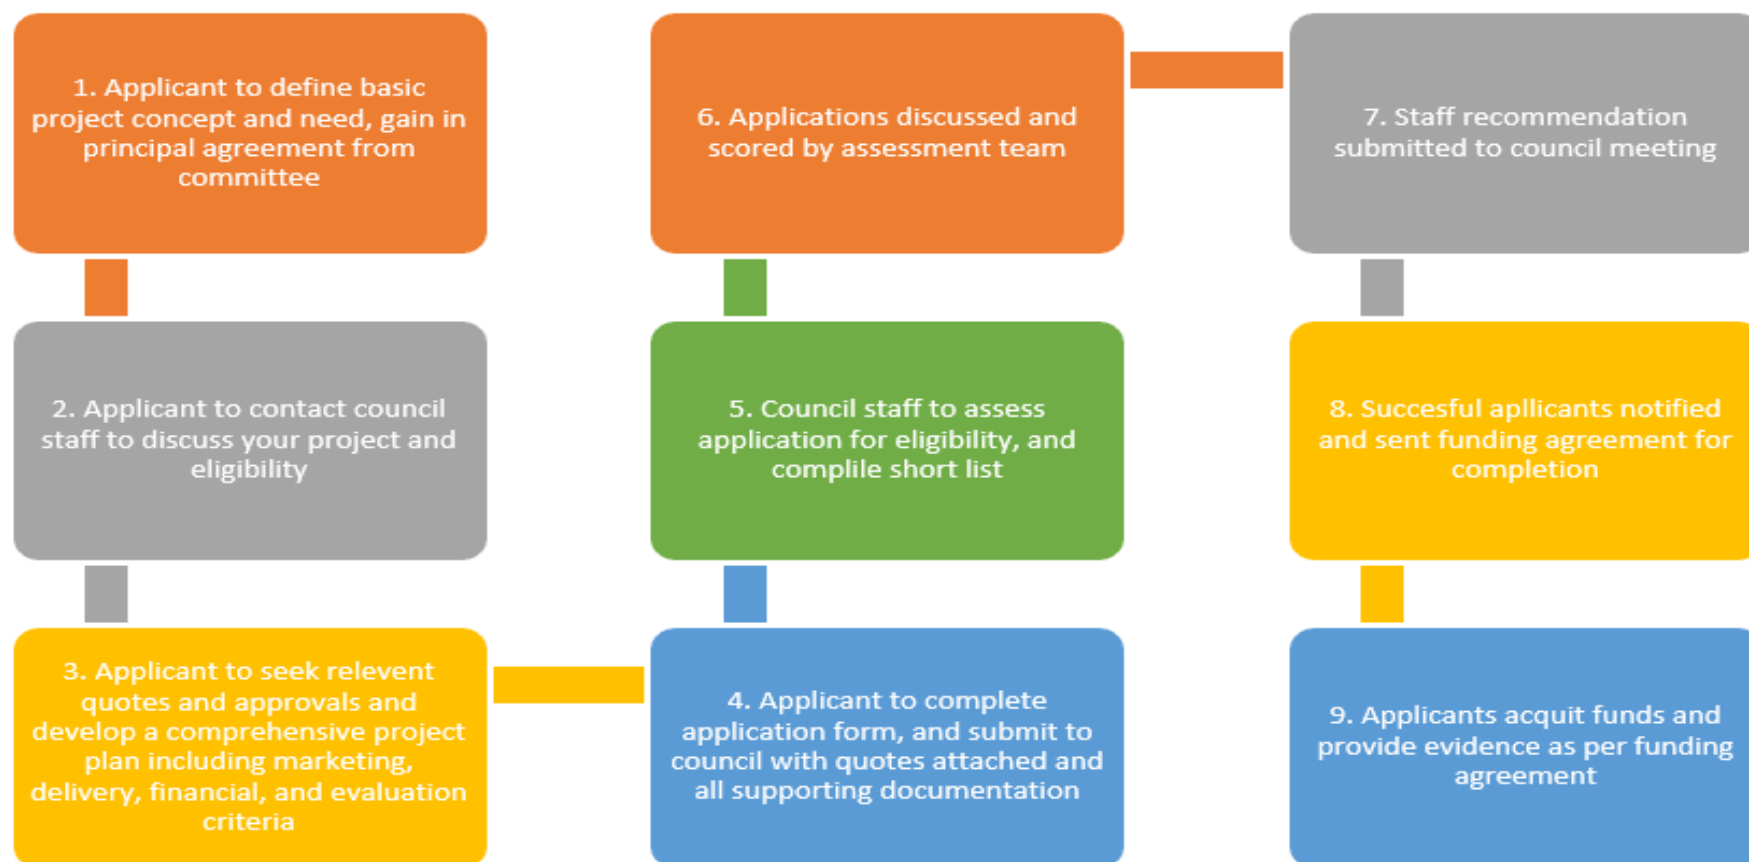 1. Applicant to define basic
project concept and need, gain in
principal agreement from
committee
2. Applicant to contact council
staff to discuss your project and
eligibility
3. Applicant to seek relevent
quotes and approvals and
develop a comprehensive project
plan including marketing,
delivery, financial, and evaluation
criteria
4. Applicant to complete
application form, and submit to
council with quotes attached and
all supporting documentation
5. Council staff to assess
application for eligibility, and
complile short list
6. Applications discussed and
scored by assessment team
7. Staff recommendation
submitted to council meeting
8. Succesful apllicants notified
and sent funding agreement for
completion
9. Applicants acquit funds and
provide evidence as per funding
agreement